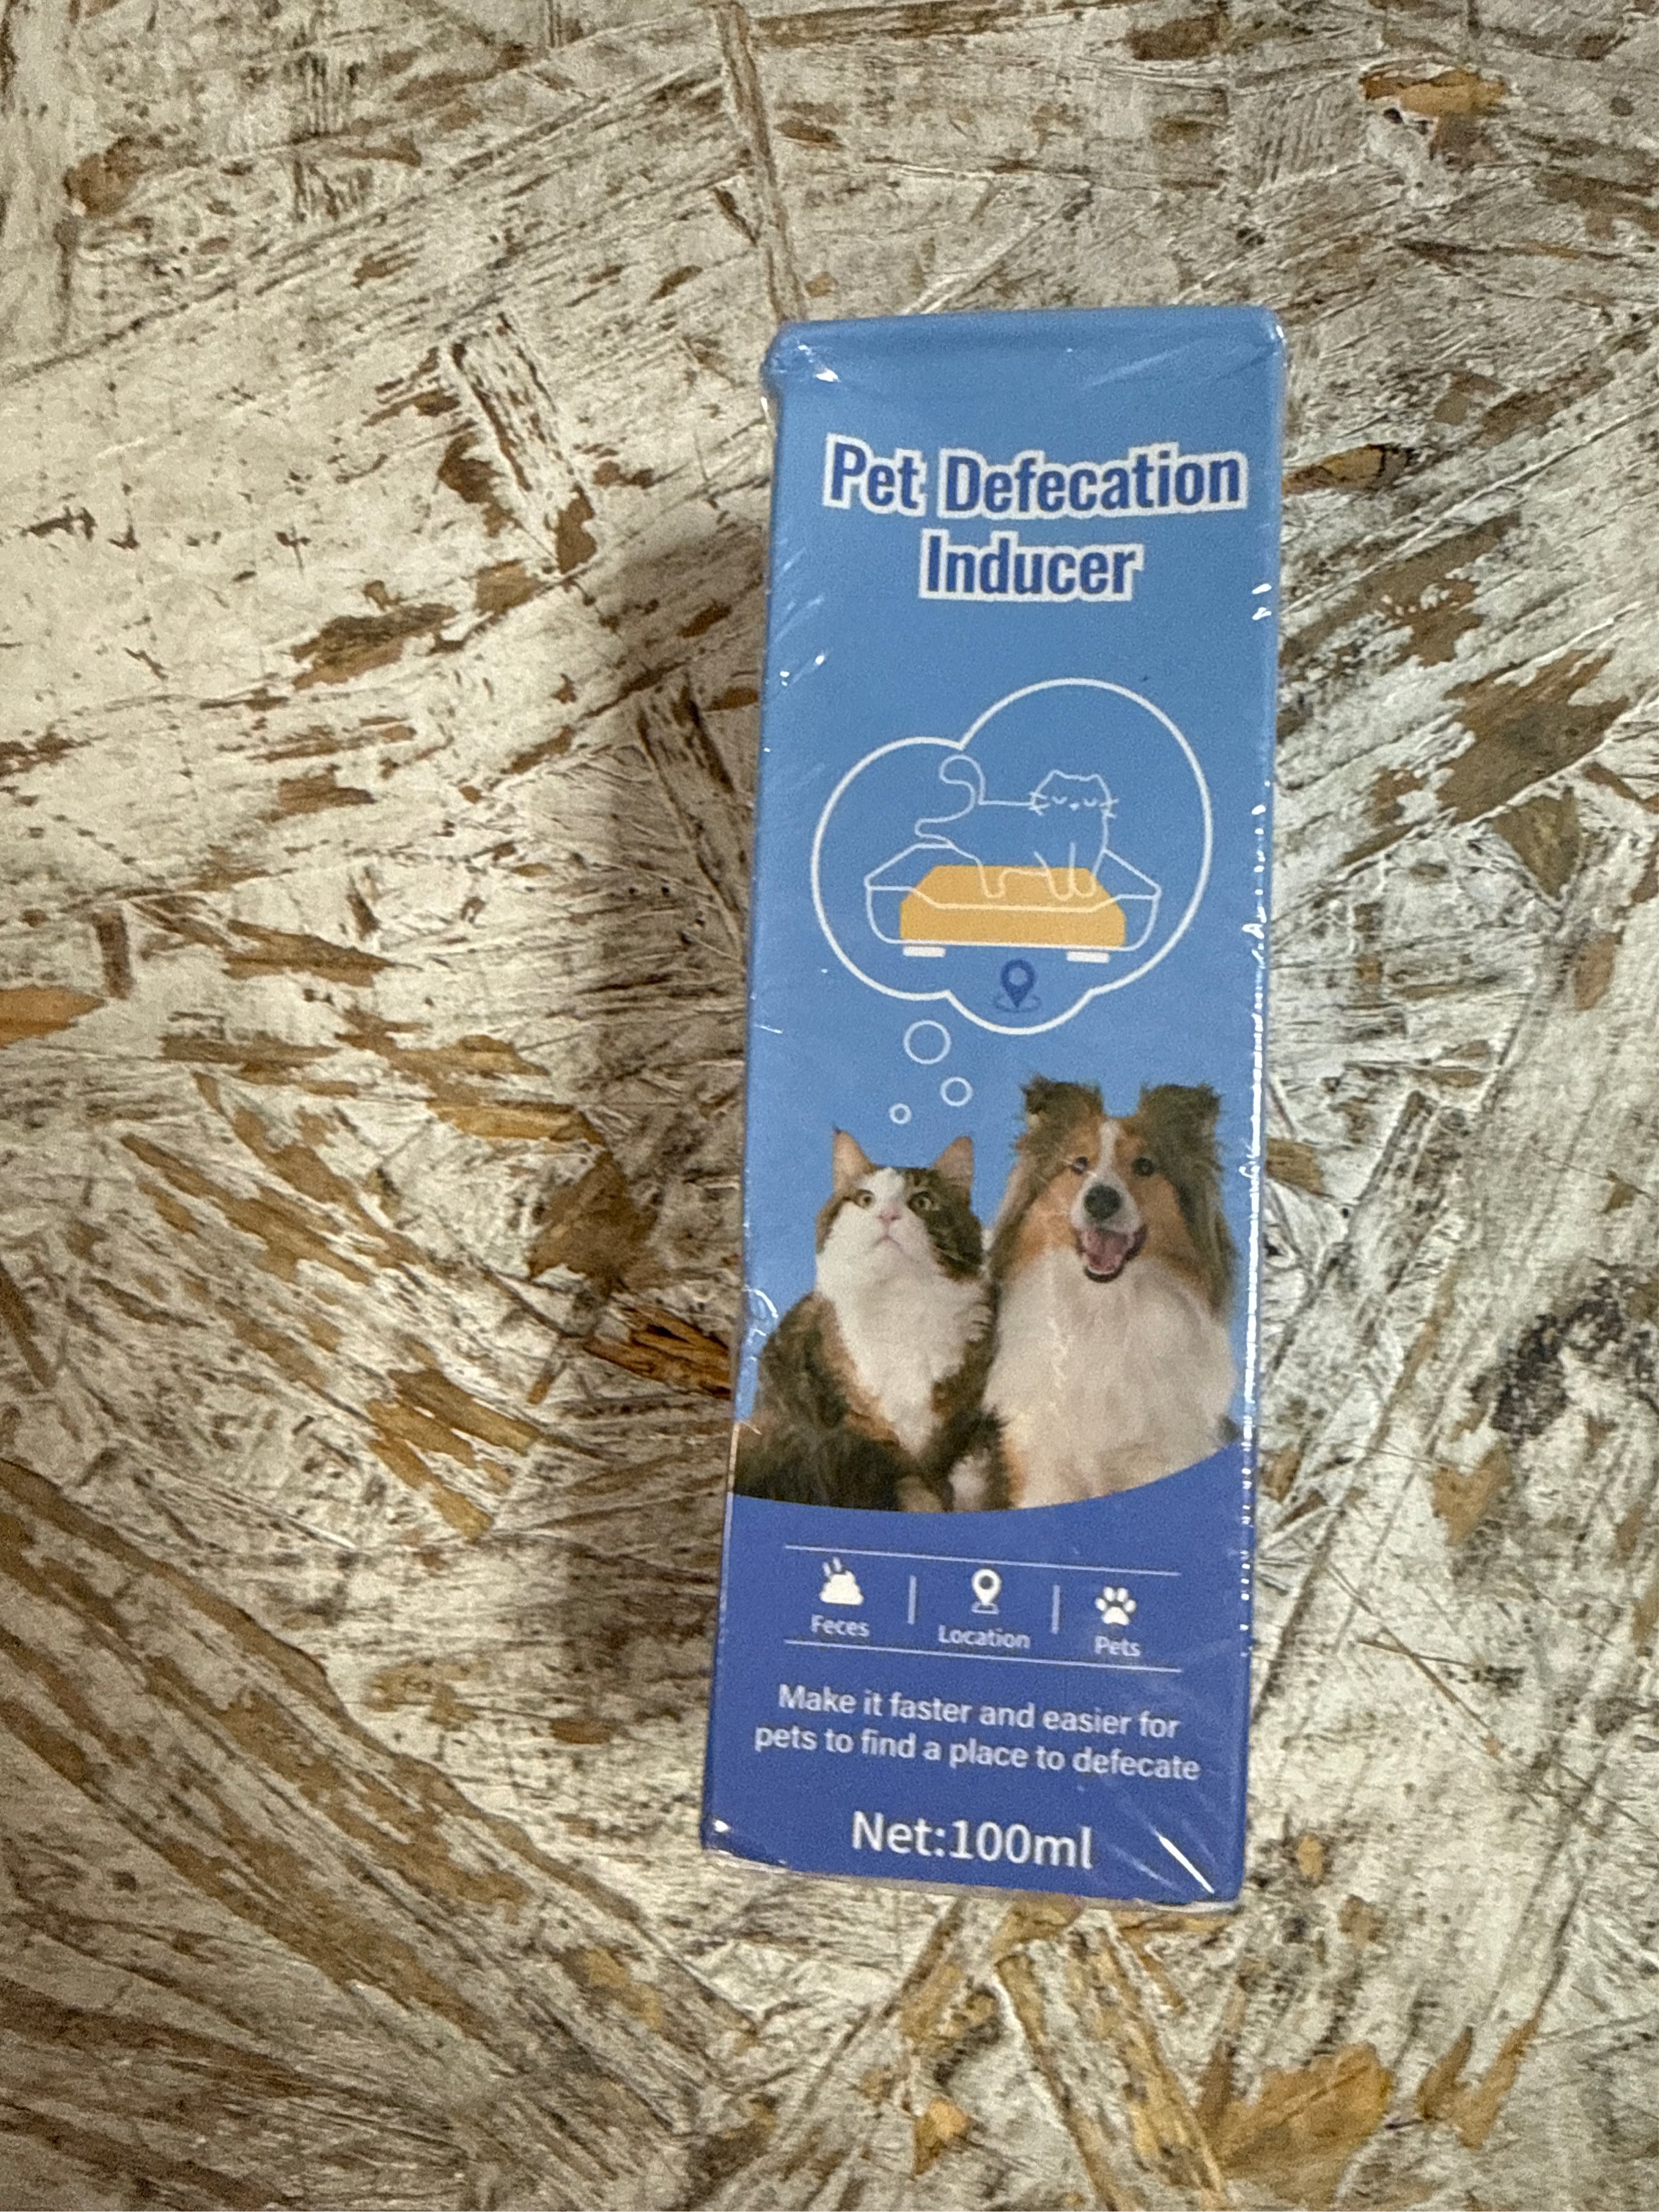 Pet Defecation
Inducer
Feces
Location
Pets
Make it faster and easier for
pets to find a place to defecate
Net:100ml